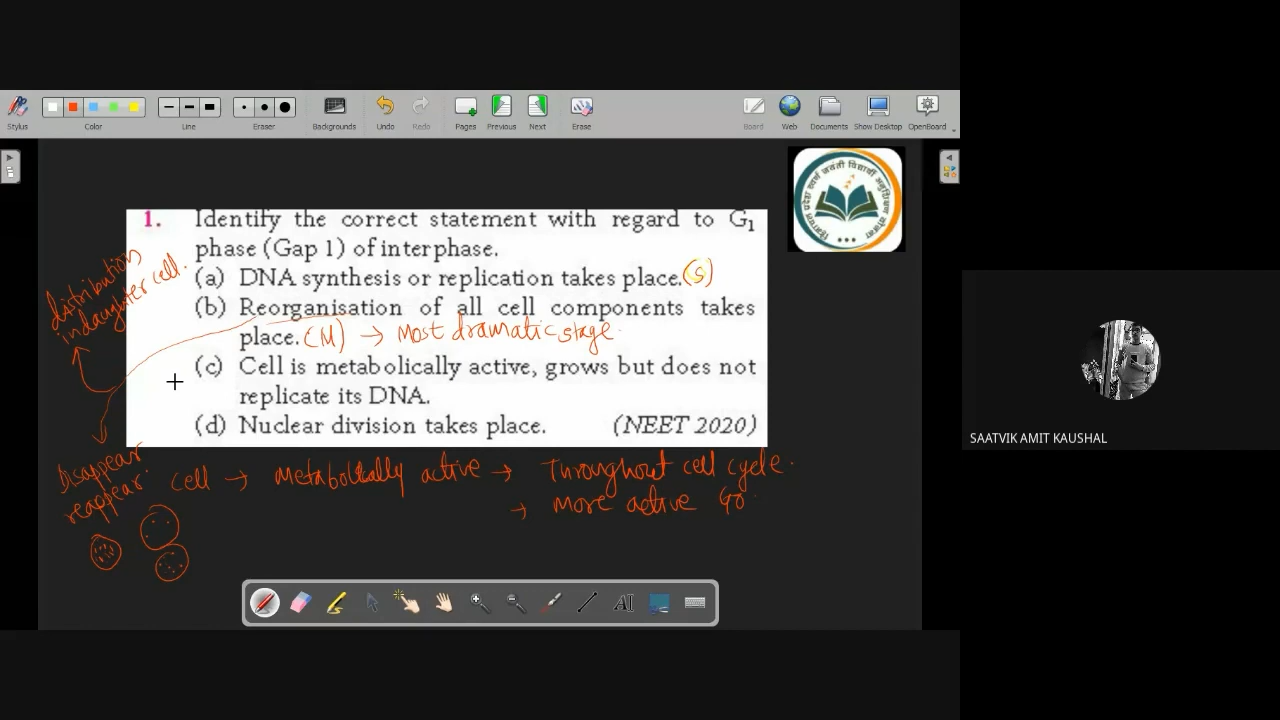 Stylus
Color
Line
Eraser
Backgrounds
Undo
Redo
Pages
Previous
Next
Erase
Board
Web
Documents
Show Desktop
OpenBoard
1. Identify the correct statement with regard to G₁
phase (Gap 1) of interphase.
(a) DNA synthesis or replication takes place. (S)
(b) Reorganisation of all cell components takes
place. (M) → Most dramatic stage.
(c) Cell is metabolically active, grows but does not
replicate its DNA.
(d) Nuclear division takes place. (NEET 2020)
distribution
in daughter cell.
Disappear
reappear.
cell → Metabolically active → Throughout cell cycle.
→ More active
AI
SAATVIK AMIT KAUSHAL